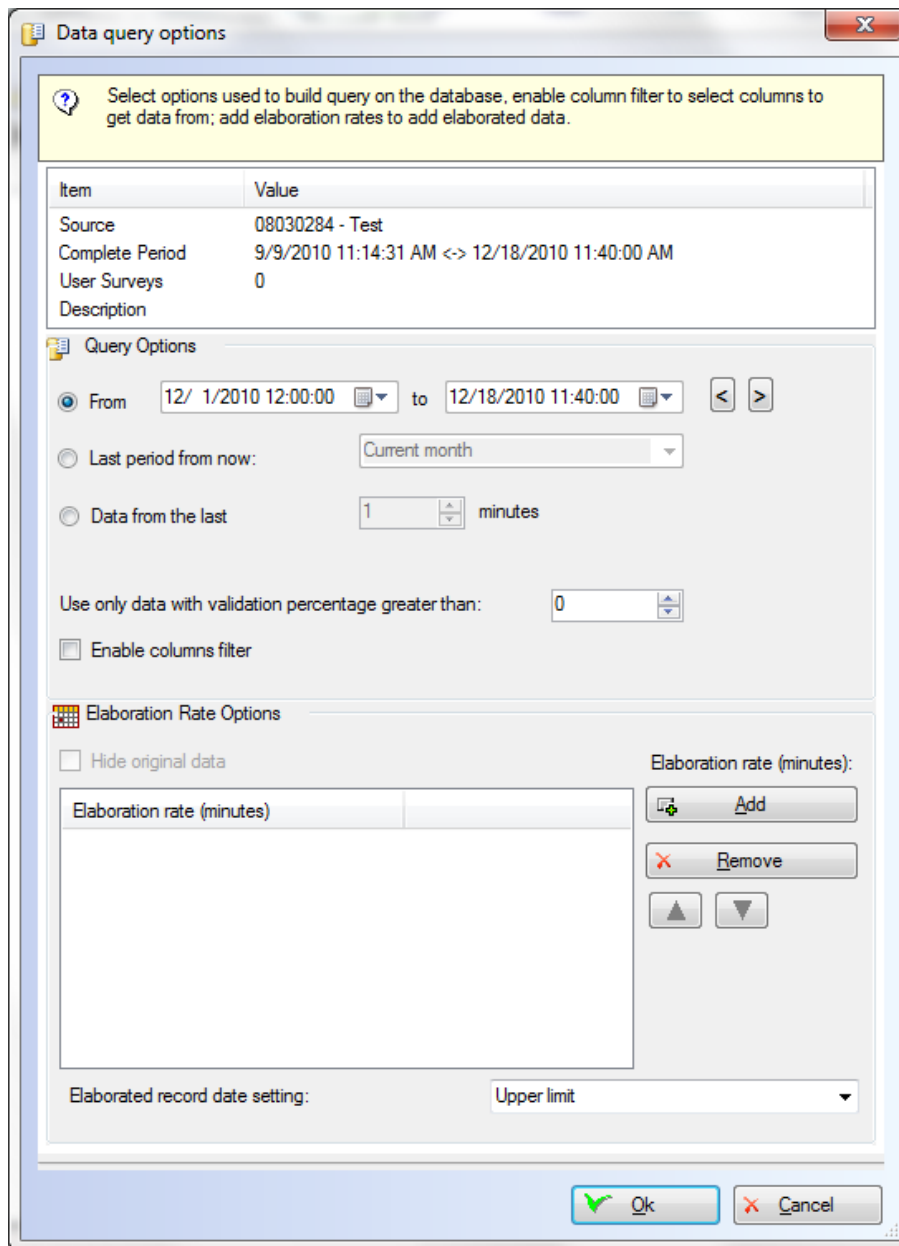 Data query options
Select options used to build query on the database, enable column filter to select columns to
get data from; add elaboration rates to add elaborated data.
Item Value
Source 08030284 - Test
Complete Period 9/9/2010 11:14:31 AM <-> 12/18/2010 11:40:00 AM
User Surveys 0
Description
Query Options
From 12/ 1/2010 12:00:00 to 12/18/2010 11:40:00 < >
Last period from now: Current month
Data from the last 1 minutes
Use only data with validation percentage greater than: 0
Enable columns filter
Elaboration Rate Options
Hide original data Elaboration rate (minutes):
Elaboration rate (minutes) Add
Remove
Elaborated record date setting: Upper limit
Ok Cancel